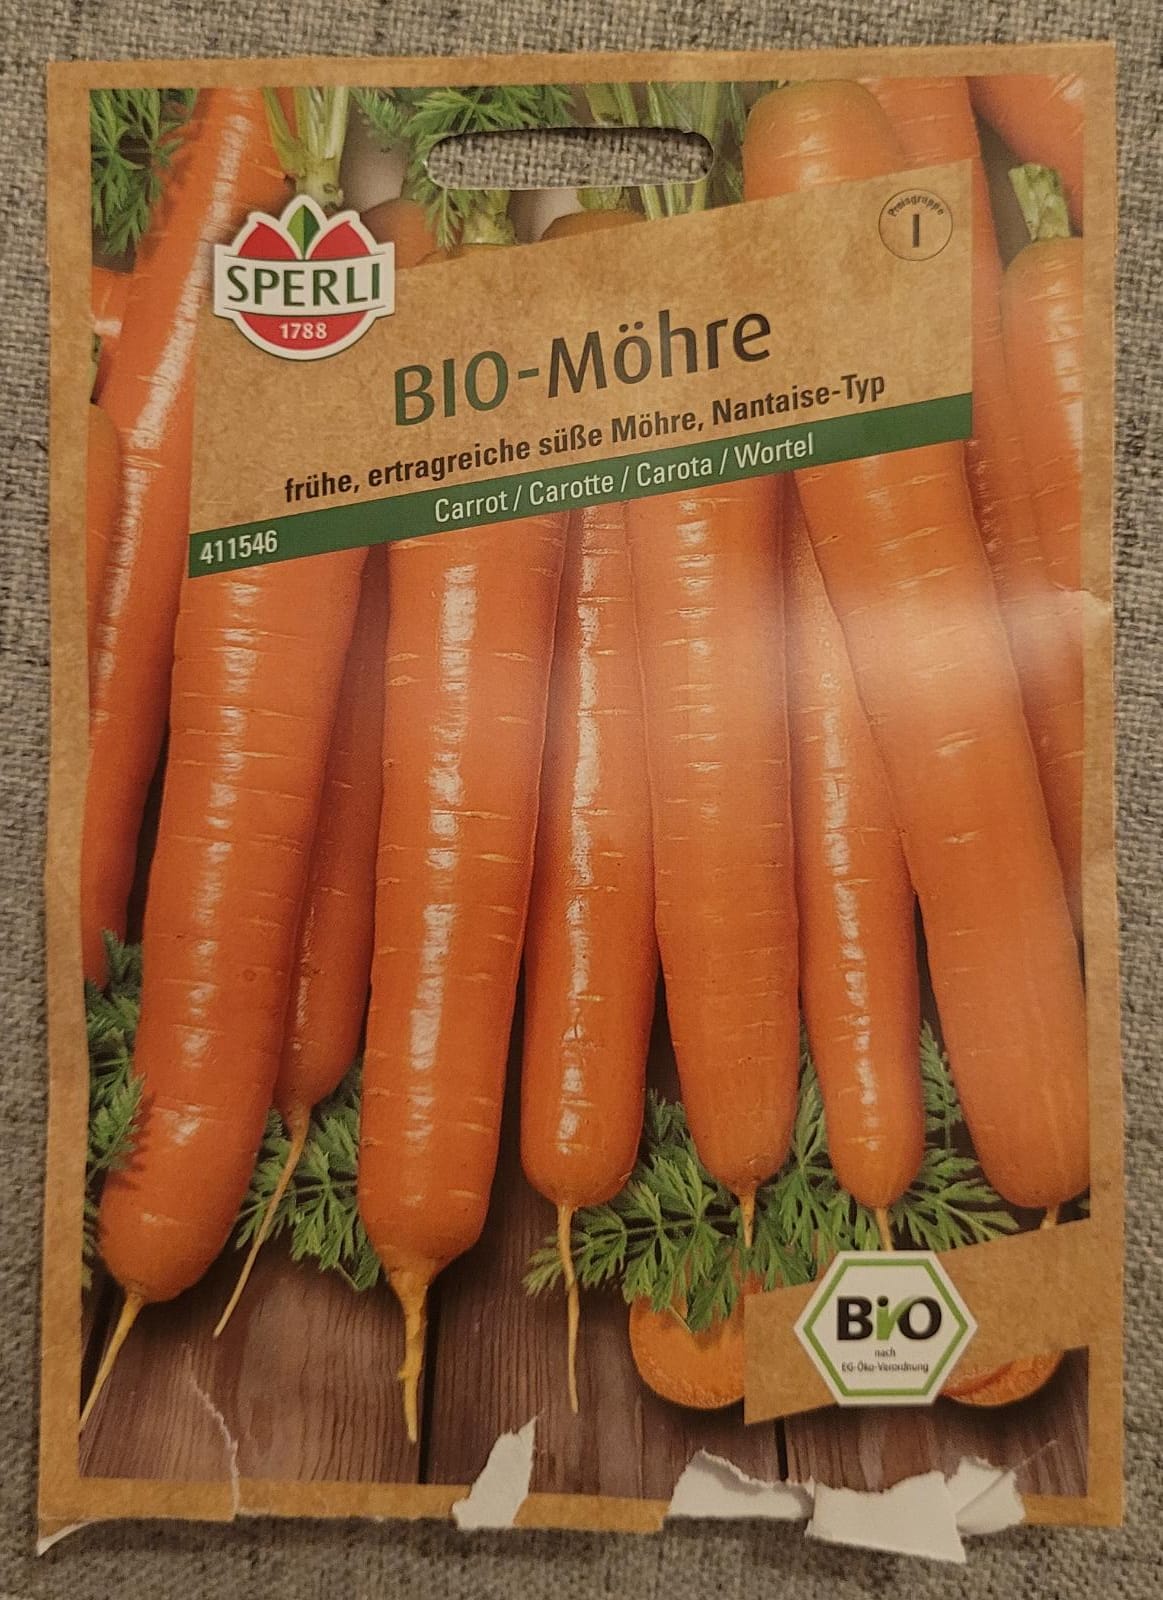 Preisgruppe
I
SPERLI
1788
BIO-Möhre
frühe, ertragreiche süße Möhre, Nantaise-Typ
Carrot / Carotte / Carota / Wortel
411546
BiO
nach
EG-Öko-Verordnung